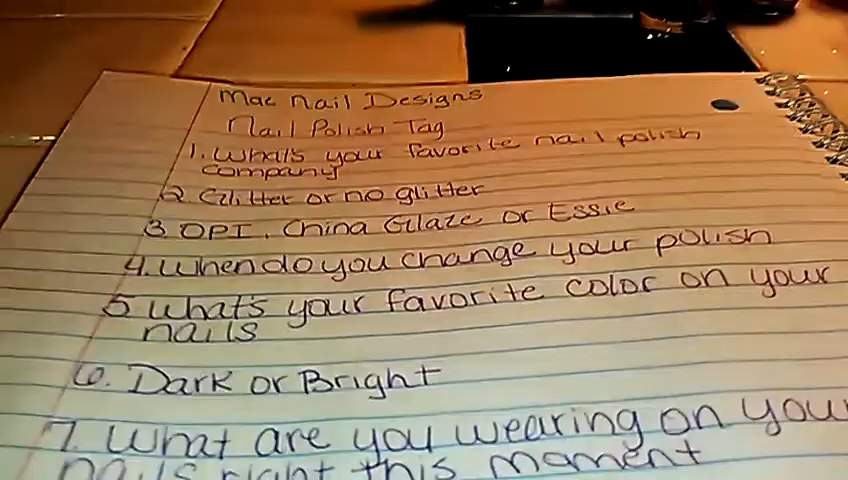 Mac Nail Designs
Nail Polish Tag
1. What's your favorite nail polish
company
2. Glitter or no glitter
3. OPI, China Glaze or Essie
4. When do you change your polish
5 What's your favorite color on your
nails
6. Dark or Bright
7. What are you wearing on your
nails right this moment